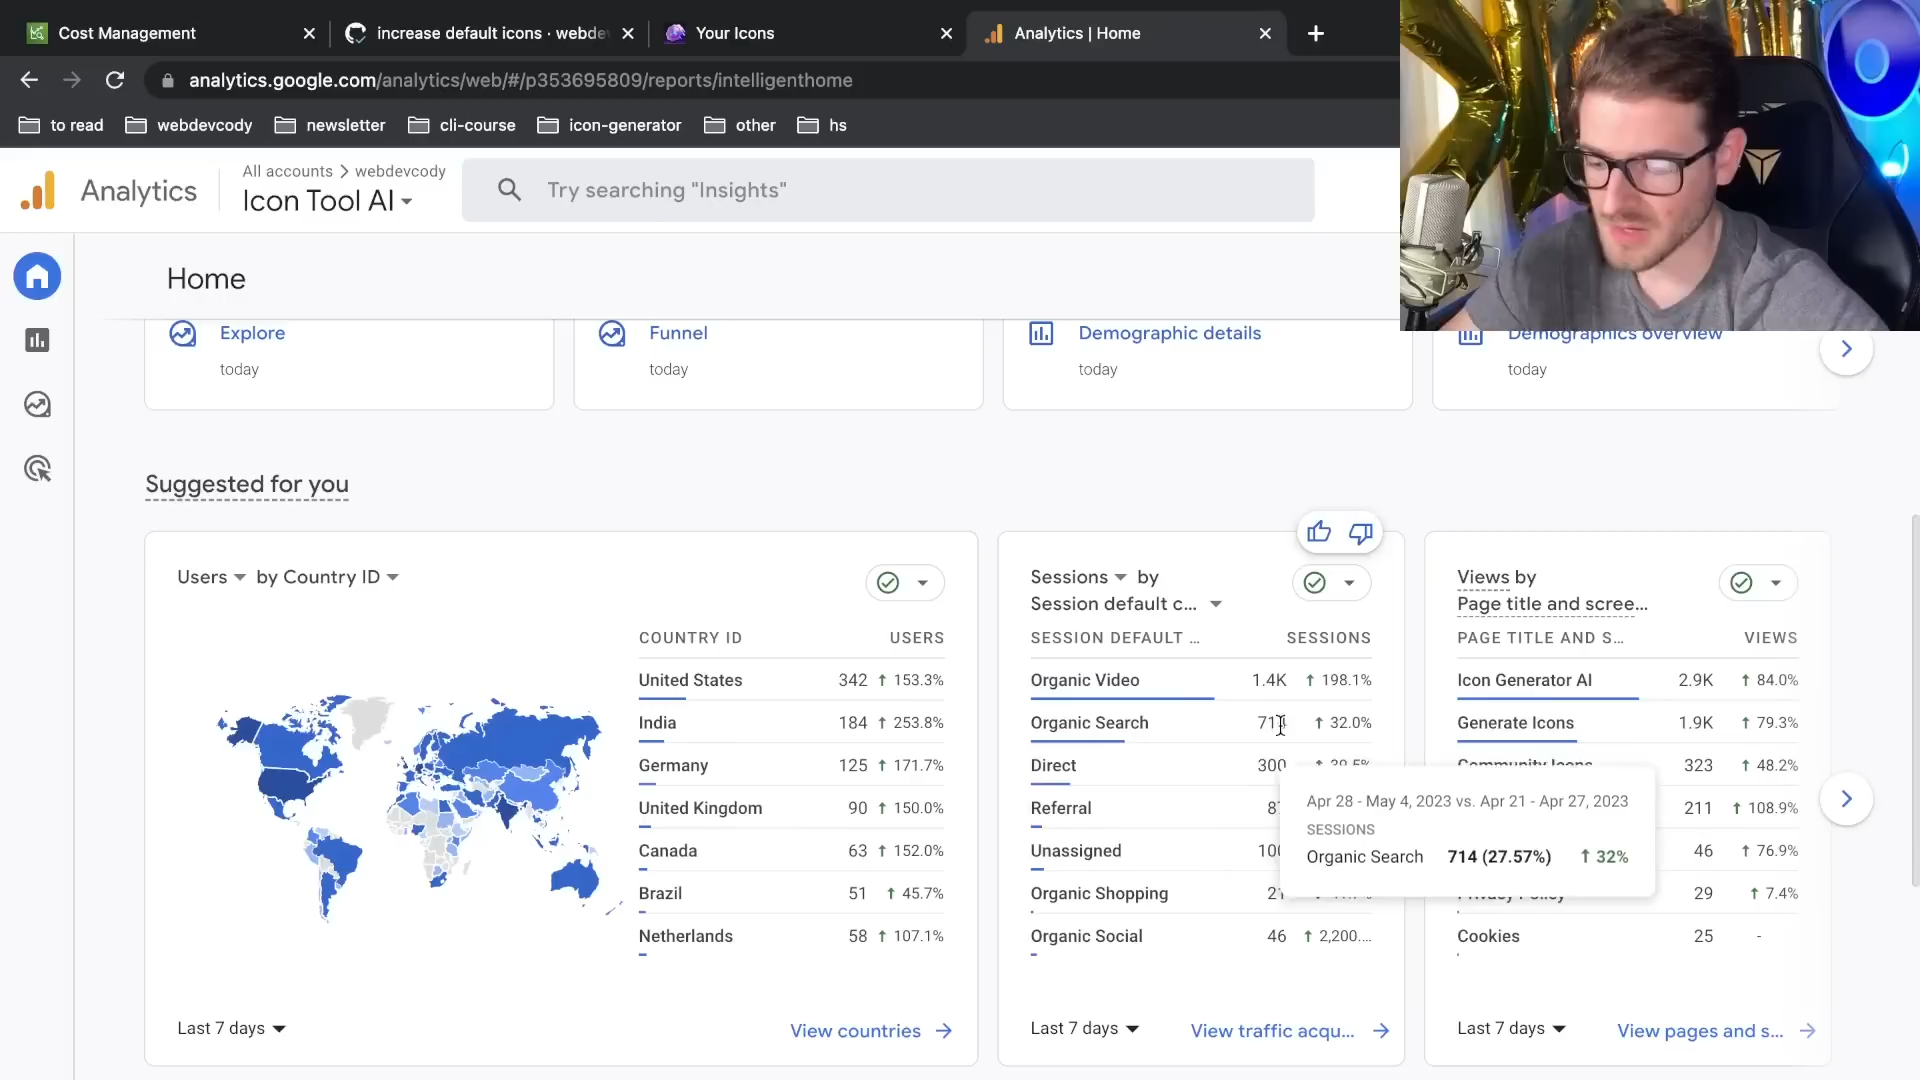 Cost Management
increase default icons · webde
Your Icons
Analytics | Home
analytics.google.com/analytics/web/#/p353695809/reports/intelligenthome
to read
webdevcody
newsletter
cli-course
icon-generator
other
hs
Analytics
All accounts > webdevcody
Icon Tool AI
Try searching "Insights"
Home
Explore
today
Funnel
today
Demographic details
today
Demographics overview
today
Suggested for you
Users by Country ID
COUNTRY ID USERS
United States 342 ↑ 153.3%
India 184 ↑ 253.8%
Germany 125 ↑ 171.7%
United Kingdom 90 ↑ 150.0%
Canada 63 ↑ 152.0%
Brazil 51 ↑ 45.7%
Netherlands 58 ↑ 107.1%
Last 7 days
View countries →
Sessions by
Session default c...
SESSION DEFAULT ... SESSIONS
Organic Video 1.4K ↑ 198.1%
Organic Search 714 ↑ 32.0%
Direct 300 ↑ 39.5%
Referral
Unassigned
Organic Shopping
Organic Social 46 ↑ 2,200....
Last 7 days
View traffic acqu... →
Apr 28 - May 4, 2023 vs. Apr 21 - Apr 27, 2023
SESSIONS
Organic Search 714 (27.57%) ↑ 32%
Views by
Page title and scree...
PAGE TITLE AND S... VIEWS
Icon Generator AI 2.9K ↑ 84.0%
Generate Icons 1.9K ↑ 79.3%
Community Icons 323 ↑ 48.2%
211 ↑ 108.9%
46 ↑ 76.9%
Privacy Policy 29 ↑ 7.4%
Cookies 25 -
Last 7 days
View pages and s... →